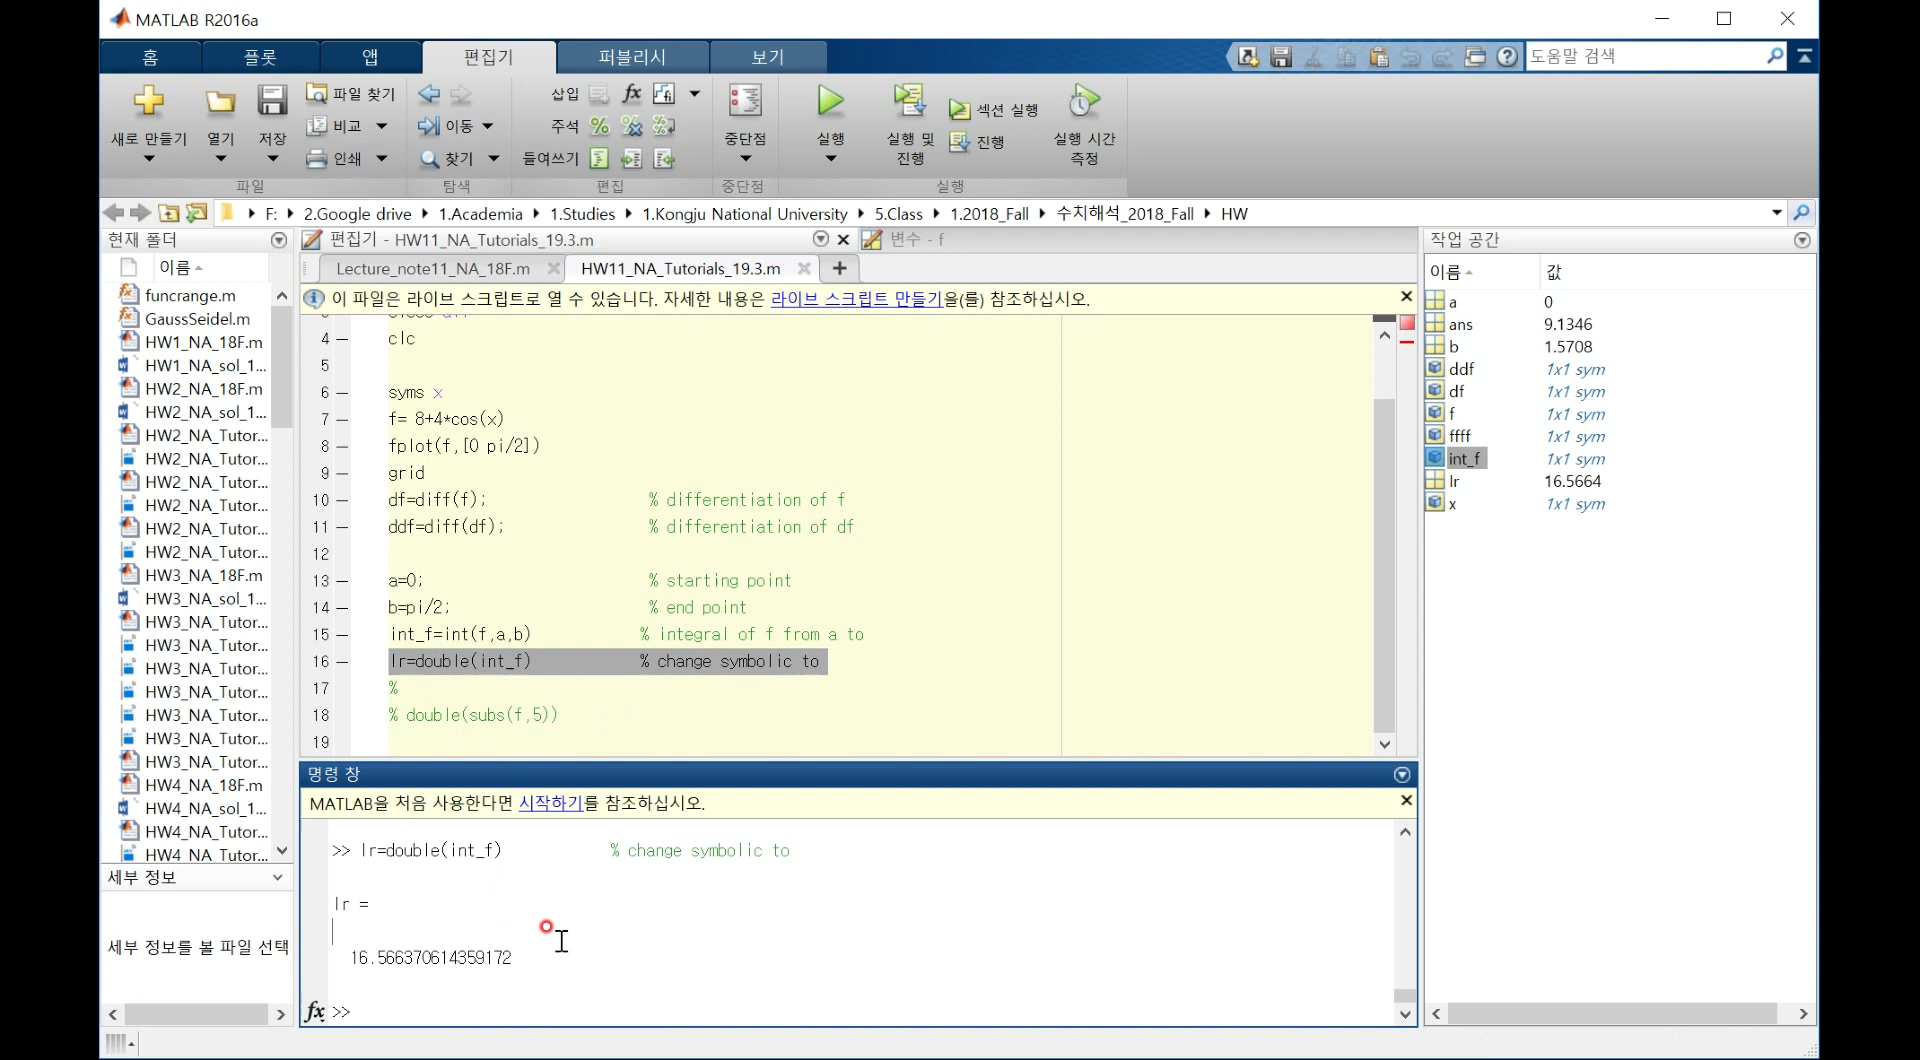 MATLAB R2016a
홈 플롯 앱 편집기 퍼블리시 보기 도움말 검색
새로 만들기 열기 저장 파일 찾기 비교 인쇄
이동 찾기
삽입 fx 주석 들여쓰기
중단점 실행 실행 및 진행 섹션 실행 진행 실행 시간 측정
파일 탐색 편집 중단점 실행
F: 2.Google drive 1.Academia 1.Studies 1.Kongju National University 5.Class 1.2018_Fall 수치해석_2018_Fall HW
현재 폴더
이름
funcrange.m
GaussSeidel.m
HW1_NA_18F.m
HW1_NA_sol_1...
HW2_NA_18F.m
HW2_NA_sol_1...
HW2_NA_Tutor...
HW2_NA_Tutor...
HW2_NA_Tutor...
HW2_NA_Tutor...
HW2_NA_Tutor...
HW2_NA_Tutor...
HW3_NA_18F.m
HW3_NA_sol_1...
HW3_NA_Tutor...
HW3_NA_Tutor...
HW3_NA_Tutor...
HW3_NA_Tutor...
HW3_NA_Tutor...
HW3_NA_Tutor...
HW3_NA_Tutor...
HW4_NA_18F.m
HW4_NA_sol_1...
HW4_NA_Tutor...
HW4 NA Tutor...
세부 정보
세부 정보를 볼 파일 선택
편집기 - HW11_NA_Tutorials_19.3.m 변수 - f
Lecture_note11_NA_18F.m HW11_NA_Tutorials_19.3.m
이 파일은 라이브 스크립트로 열 수 있습니다. 자세한 내용은 라이브 스크립트 만들기을(를) 참조하십시오.
4 clc
5
6 syms x
7 f= 8+4*cos(x)
8 fplot(f,[0 pi/2])
9 grid
10 df=diff(f); % differentiation of f
11 ddf=diff(df); % differentiation of df
12
13 a=0; % starting point
14 b=pi/2; % end point
15 int_f=int(f,a,b) % integral of f from a to
16 Ir=double(int_f) % change symbolic to
17 %
18 % double(subs(f,5))
19
명령 창
MATLAB을 처음 사용한다면 시작하기를 참조하십시오.
>> Ir=double(int_f) % change symbolic to
Ir =
16.566370614359172
fx >>
작업 공간
이름 값
a 0
ans 9.1346
b 1.5708
ddf 1x1 sym
df 1x1 sym
f 1x1 sym
ffff 1x1 sym
int_f 1x1 sym
Ir 16.5664
x 1x1 sym